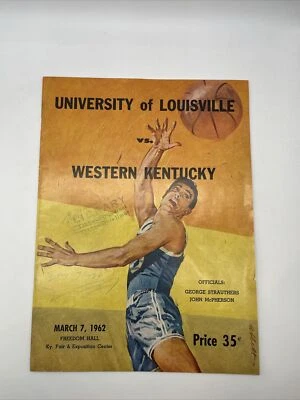 UNIVERSITY of LOUISVILLE
vs.
WESTERN KENTUCKY
OFFICIALS:
GEORGE STRAUTHERS
JOHN McPHERSON
MARCH 7, 1962
FREEDOM HALL
Ky. Fair & Exposition Center
Price 35¢